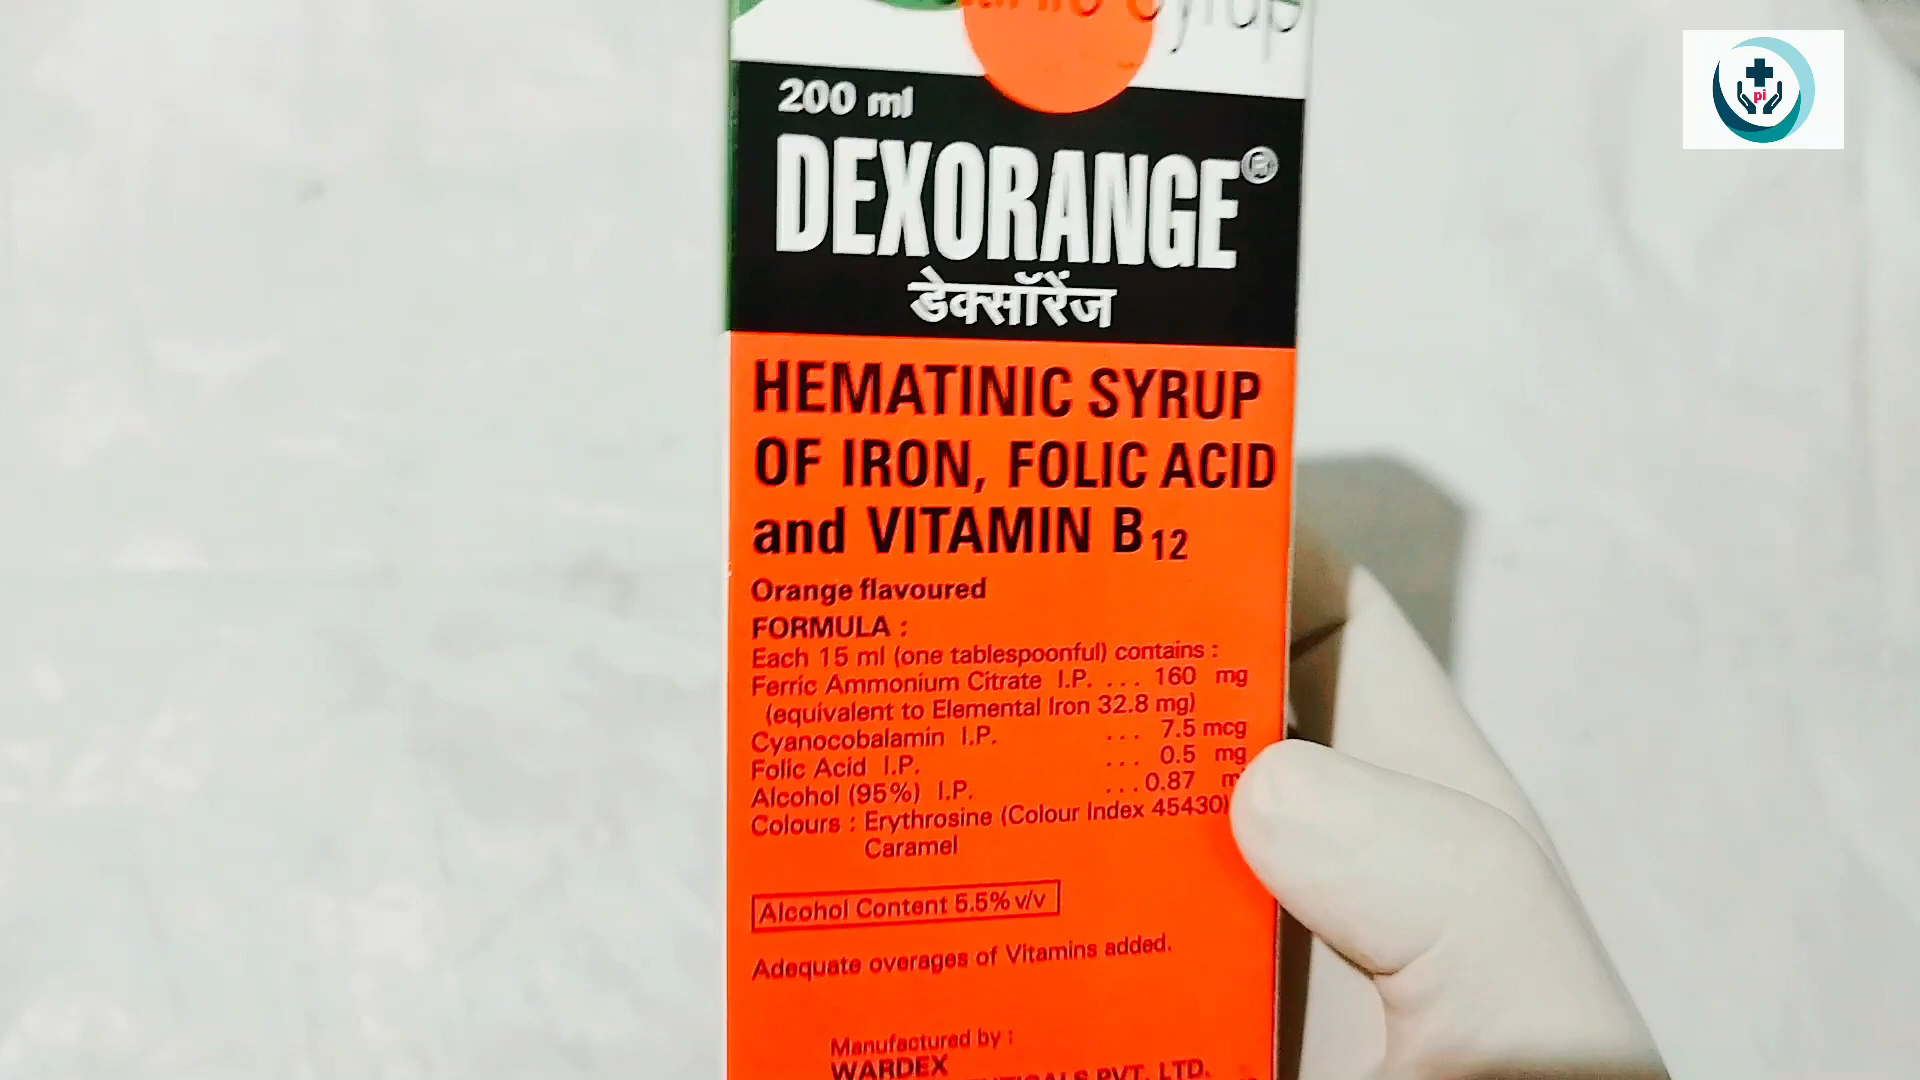 Syrup
200 ml
DEXORANGE®
डेक्सॉरेंज
HEMATINIC SYRUP
OF IRON, FOLIC ACID
and VITAMIN B12
Orange flavoured
FORMULA :
Each 15 ml (one tablespoonful) contains :
Ferric Ammonium Citrate I.P. ... 160 mg
(equivalent to Elemental Iron 32.8 mg)
Cyanocobalamin I.P. ... 7.5 mcg
Folic Acid I.P. ... 0.5 mg
Alcohol (95%) I.P. ... 0.87
Colours : Erythrosine (Colour Index 45430)
Caramel
Alcohol Content 5.5% v/v
Adequate overages of Vitamins added.
Manufactured by :
WARDEX
PVT. LTD.
pi